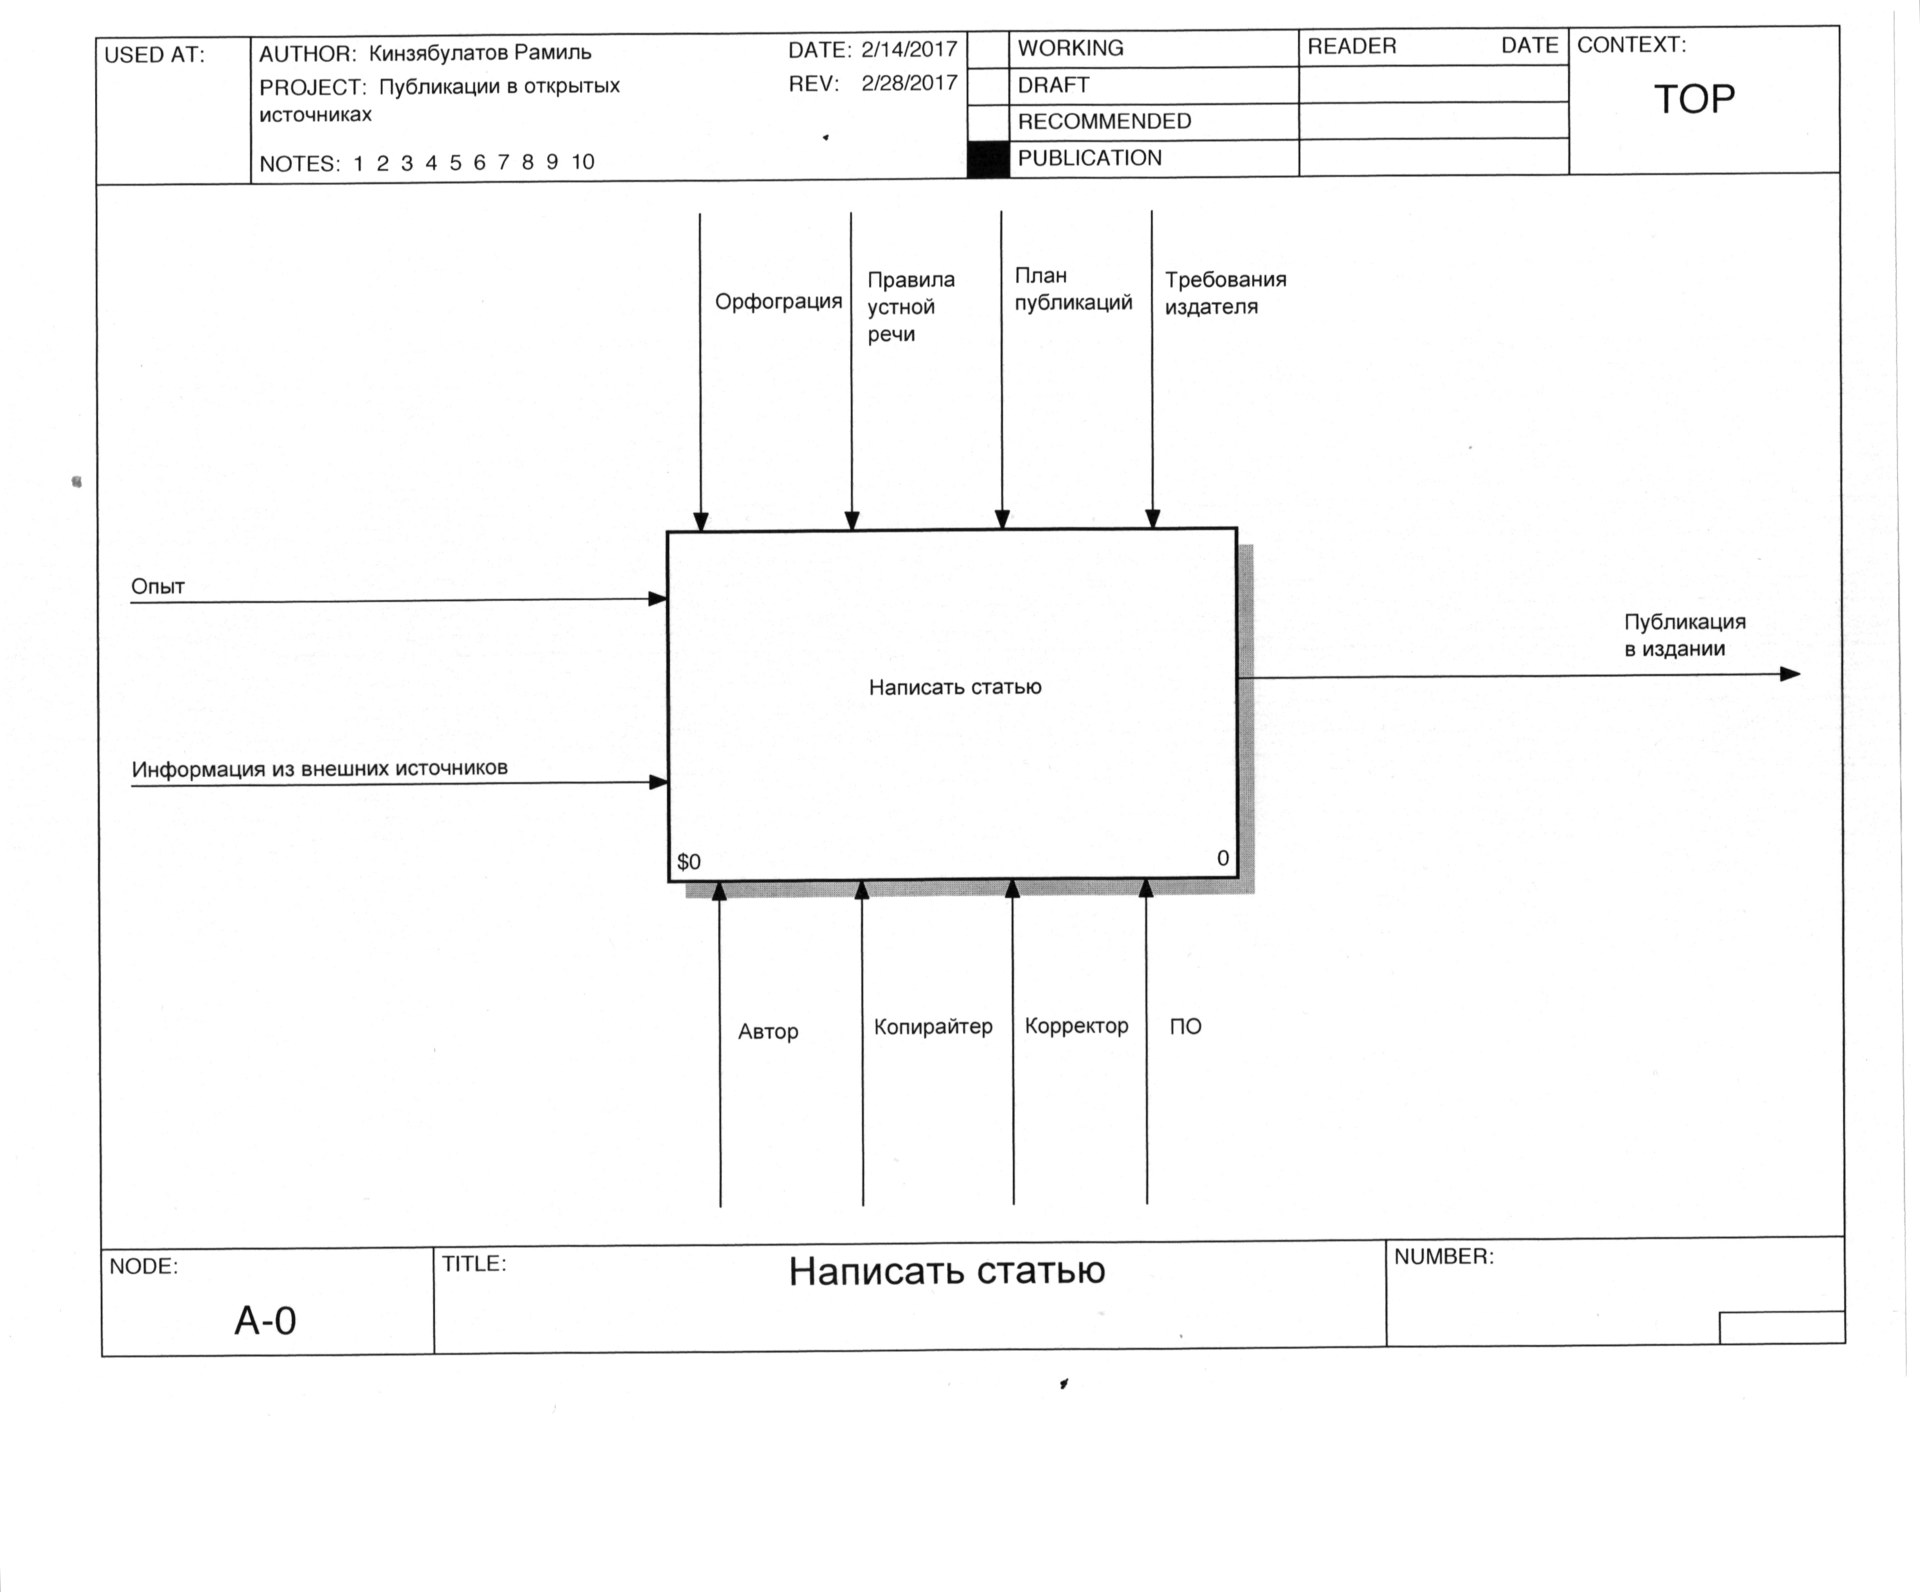 USED AT:
AUTHOR: Кинзябулатов Рамиль
DATE: 2/14/2017
PROJECT: Публикации в открытых
источниках
REV: 2/28/2017
NOTES: 1 2 3 4 5 6 7 8 9 10
WORKING
DRAFT
RECOMMENDED
PUBLICATION
READER DATE
CONTEXT:
TOP
Орфограция
Правила
устной
речи
План
публикаций
Требования
издателя
Опыт
Информация из внешних источников
Написать статью
$0
0
Публикация
в издании
Автор
Копирайтер
Корректор
ПО
NODE:
A-0
TITLE:
Написать статью
NUMBER: